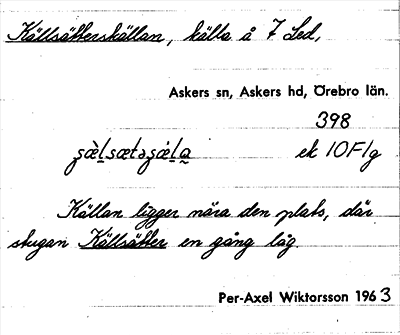 Källsätterskällan, källa å 7 Led,
Askers sn, Askers hd, Örebro län.
398
ek 10F1g
Källan ligger nära den plats, där
stugan Källsätter en gång låg.
Per-Axel Wiktorsson 1963